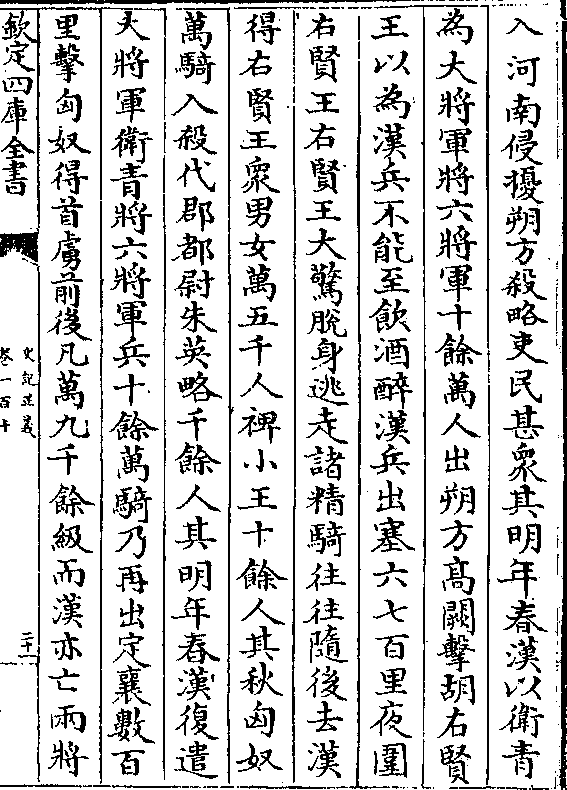 入河南侵擾朔方殺略吏民甚衆其明年春漢以衛青
為大將軍將六將軍十餘萬人出朔方髙闕擊胡右賢
王以為漢兵不能至飲酒醉漢兵出塞六七百里夜圍
右賢王右賢王大驚脫身逃走諸精騎往往隨後去漢
得右賢王衆男女萬五千人裨小王十餘人其秋匈奴
萬騎入殺代郡都尉朱英略千餘人其明年春漢復遣
大將軍衛青將六將軍兵十餘萬騎乃再出定襄數百
里擊匈奴得首虜前後凡萬九千餘級而漢亦亡兩將
欽定四庫全書
史記正義
卷一百十
三十一